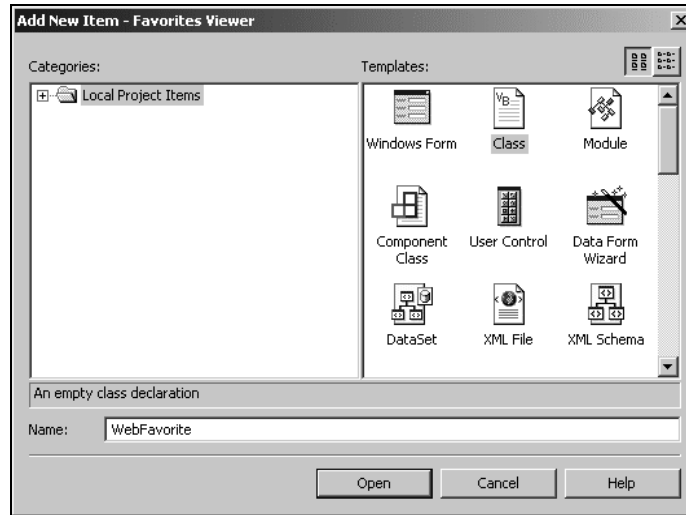 Add New Item - Favorites Viewer
Categories:
Templates:
Local Project Items
VB
Windows Form
Class
Module
Component
Class
User Control
Data Form
Wizard
DataSet
XML File
XML Schema
An empty class declaration
Name:
WebFavorite
Open
Cancel
Help